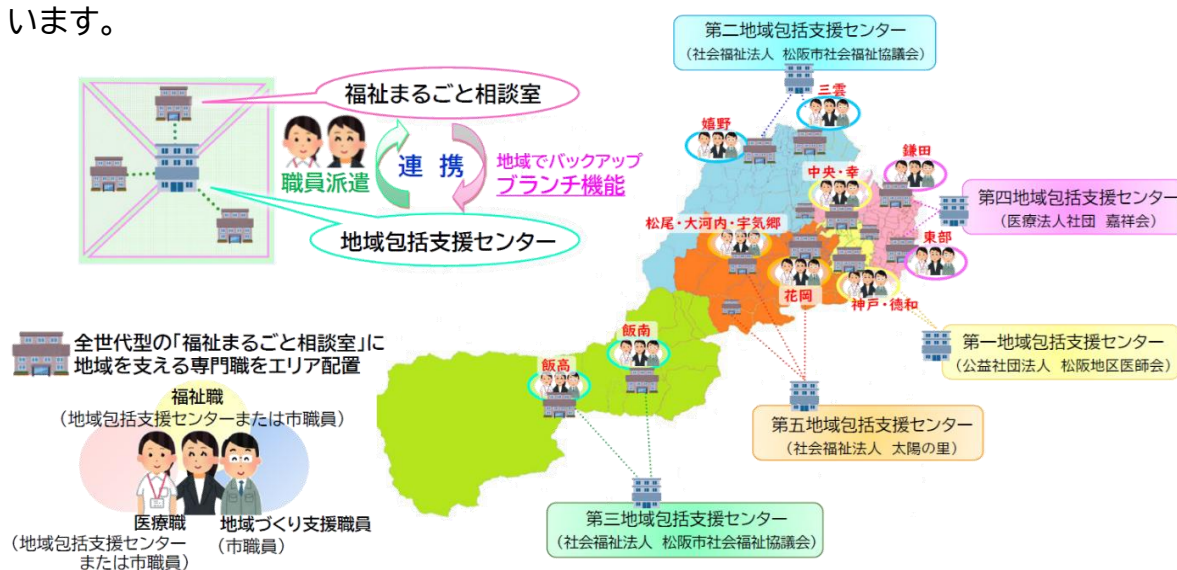 います。
福祉まるごと相談室
職員派遣
連携
地域でバックアップ
ブランチ機能
地域包括支援センター
全世代型の「福祉まるごと相談室」に
地域を支える専門職をエリア配置
福祉職
(地域包括支援センターまたは市職員)
医療職
(地域包括支援センター
または市職員)
地域づくり支援職員
(市職員)
第二地域包括支援センター
(社会福祉法人 松阪市社会福祉協議会)
三雲
嬉野
鎌田
中央・幸
第四地域包括支援センター
(医療法人社団 嘉祥会)
松尾・大河内・宇気郷
東部
花岡
神戸・徳和
飯南
飯高
第一地域包括支援センター
(公益社団法人 松阪地区医師会)
第五地域包括支援センター
(社会福祉法人 太陽の里)
第三地域包括支援センター
(社会福祉法人 松阪市社会福祉協議会)